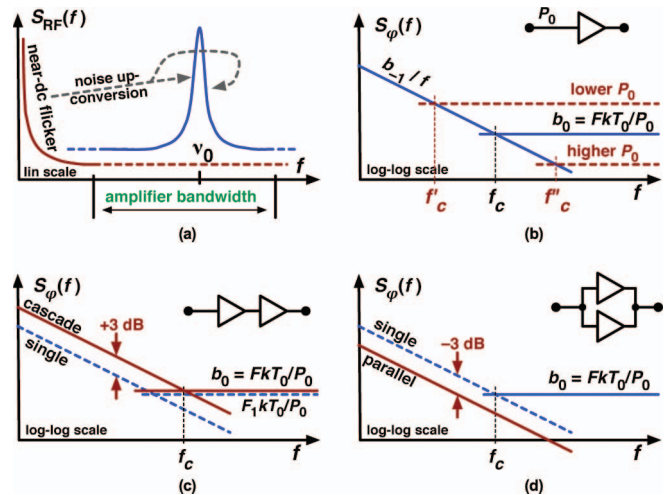 S_RF(f)
near-dc flicker
noise up-
conversion
ν₀
lin scale
f
amplifier bandwidth
(a)
S_φ(f)
P₀
b₋₁/f
lower P₀
b₀ = FkT₀/P₀
higher P₀
log-log scale
f
f'c
fc
f"c
(b)
S_φ(f)
cascade
+3 dB
single
b₀ = FkT₀/P₀
F₁kT₀/P₀
log-log scale
f
fc
(c)
S_φ(f)
single
−3 dB
parallel
b₀ = FkT₀/P₀
log-log scale
f
fc
(d)